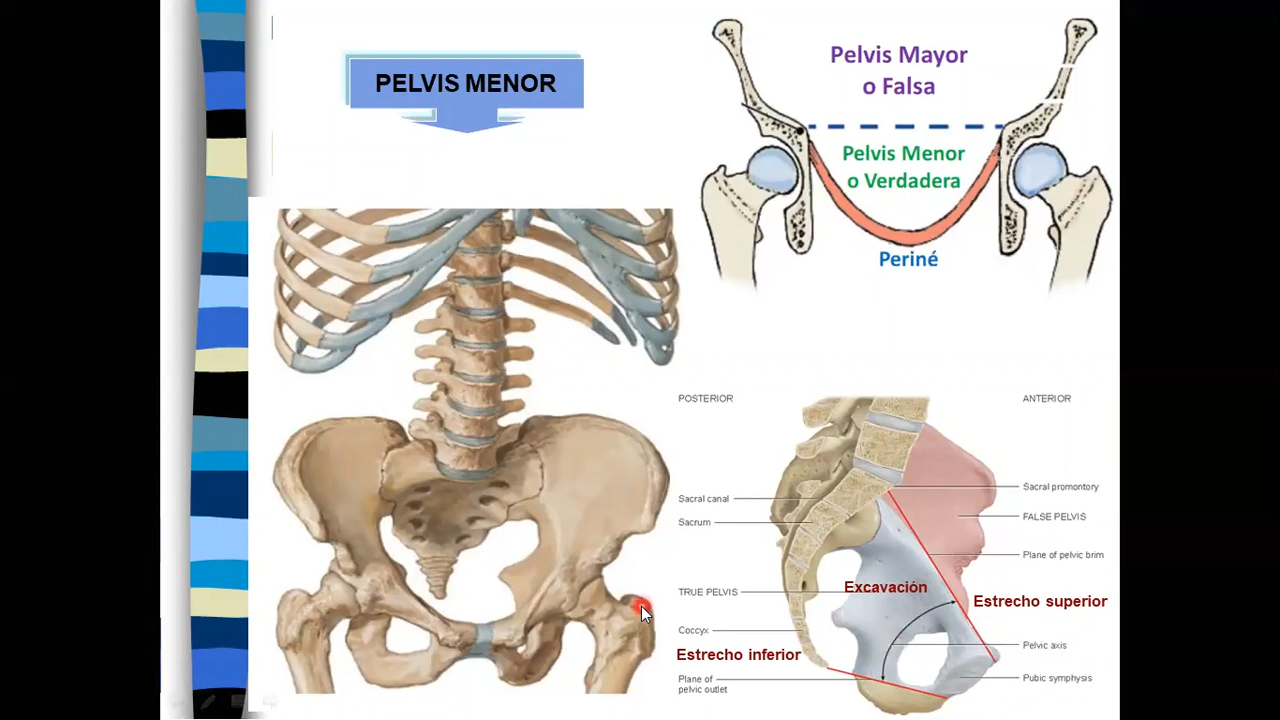 PELVIS MENOR
Pelvis Mayor
o Falsa
Pelvis Menor
o Verdadera
Periné
POSTERIOR
ANTERIOR
Sacral canal
Sacrum
TRUE PELVIS
Coccyx
Estrecho inferior
Plane of
pelvic outlet
Excavación
Sacral promontory
FALSE PELVIS
Plane of pelvic brim
Estrecho superior
Pelvic axis
Pubic symphysis